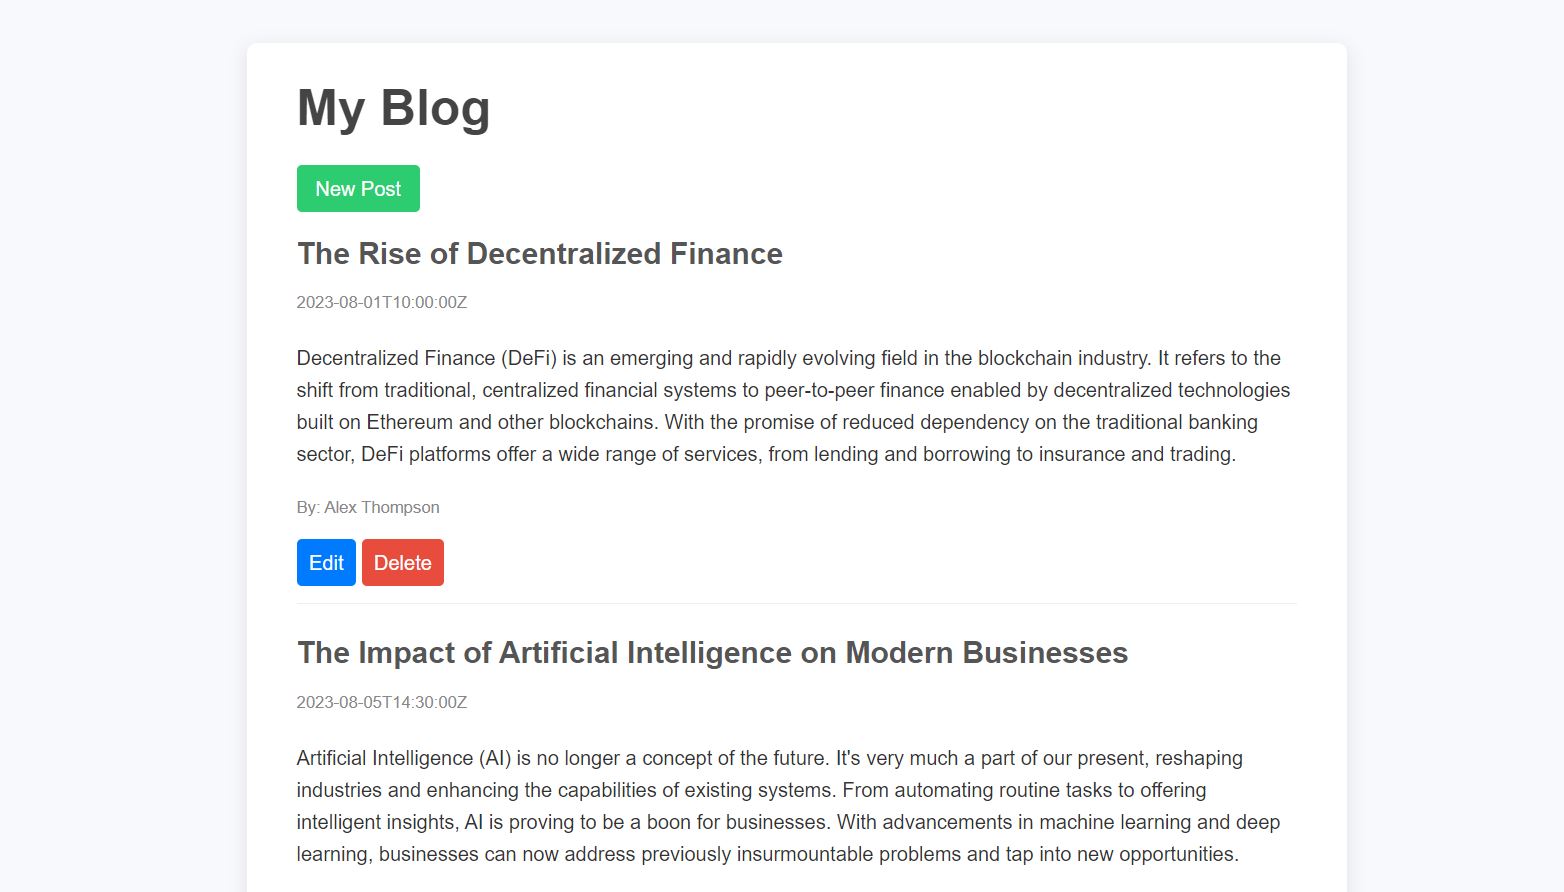 My Blog
New Post
The Rise of Decentralized Finance
2023-08-01T10:00:00Z
Decentralized Finance (DeFi) is an emerging and rapidly evolving field in the blockchain industry. It refers to the
shift from traditional, centralized financial systems to peer-to-peer finance enabled by decentralized technologies
built on Ethereum and other blockchains. With the promise of reduced dependency on the traditional banking
sector, DeFi platforms offer a wide range of services, from lending and borrowing to insurance and trading.
By: Alex Thompson
Edit Delete
The Impact of Artificial Intelligence on Modern Businesses
2023-08-05T14:30:00Z
Artificial Intelligence (AI) is no longer a concept of the future. It's very much a part of our present, reshaping
industries and enhancing the capabilities of existing systems. From automating routine tasks to offering
intelligent insights, AI is proving to be a boon for businesses. With advancements in machine learning and deep
learning, businesses can now address previously insurmountable problems and tap into new opportunities.